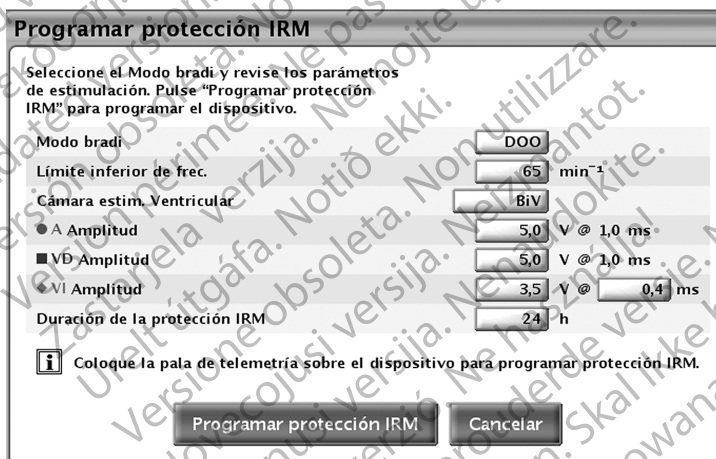 Programar protección IRM
Seleccione el Modo bradi y revise los parámetros
de estimulación. Pulse “Programar protección
IRM” para programar el dispositivo.
Modo bradi DOO
Límite inferior de frec. 65 min⁻¹
Cámara estim. Ventricular BiV
A Amplitud 5,0 V @ 1,0 ms
VD Amplitud 5,0 V @ 1,0 ms
VI Amplitud 3,5 V @ 0,4 ms
Duración de la protección IRM 24 h
i Coloque la pala de telemetría sobre el dispositivo para programar protección IRM.
Programar protección IRM Cancelar